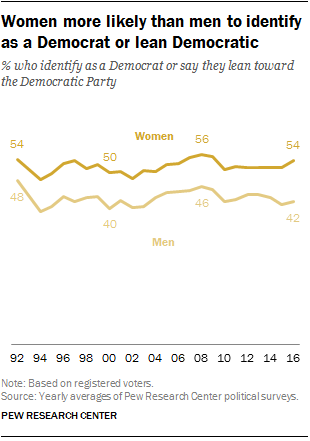 Women more likely than men to identify
as a Democrat or lean Democratic
% who identify as a Democrat or say they lean toward
the Democratic Party
Women
54
50
56
54
48
40
46
42
Men
92 94 96 98 00 02 04 06 08 10 12 14 16
Note: Based on registered voters.
Source: Yearly averages of Pew Research Center political surveys.
PEW RESEARCH CENTER